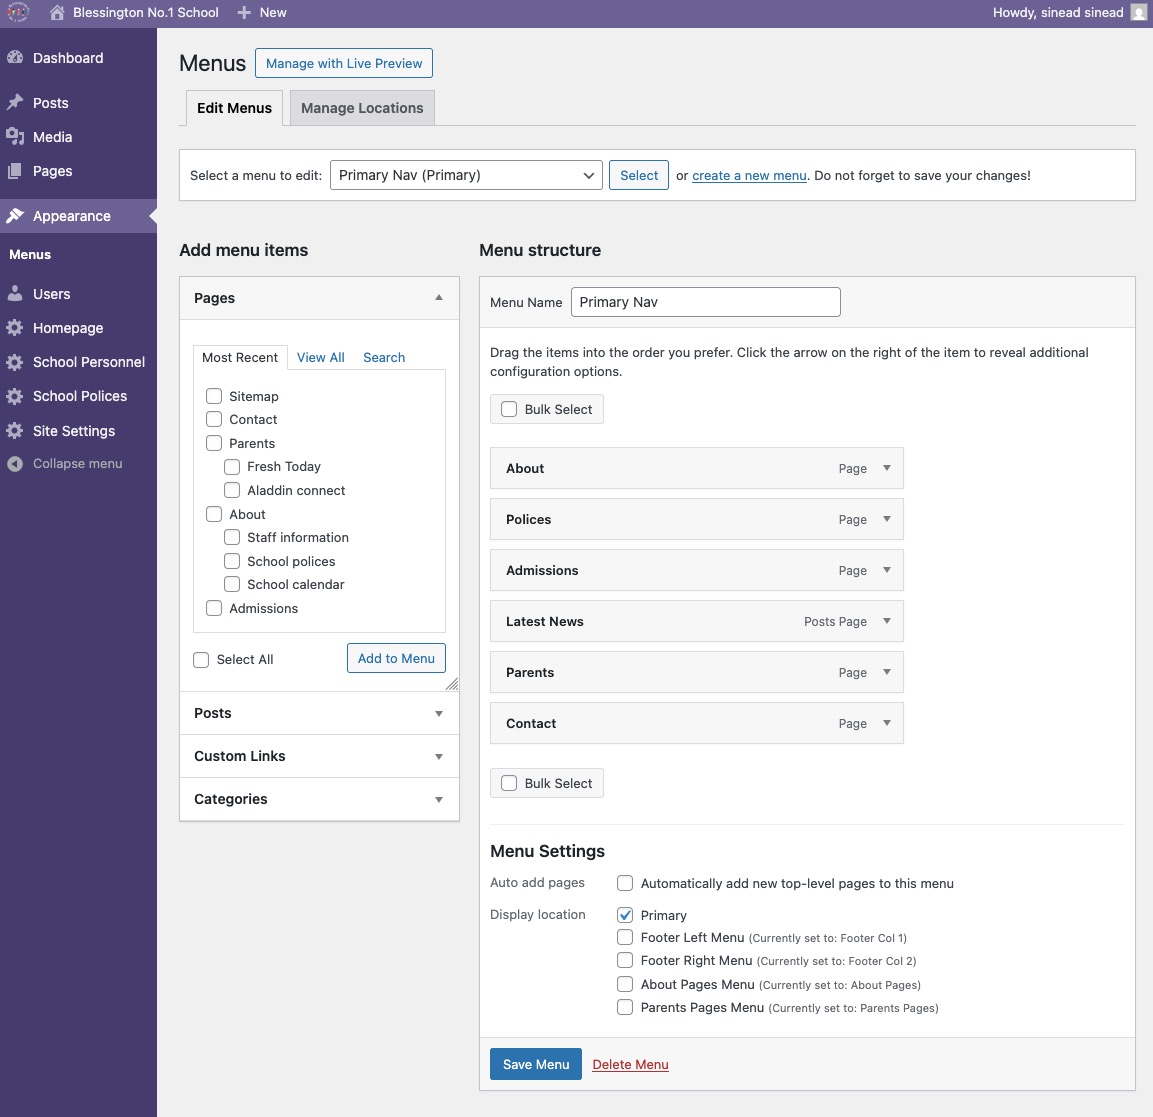 Blessington No.1 School New Howdy, sinead sinead
Dashboard
Posts
Media
Pages
Appearance
Menus
Users
Homepage
School Personnel
School Polices
Site Settings
Collapse menu
Menus Manage with Live Preview
Edit Menus Manage Locations
Select a menu to edit: Primary Nav (Primary) Select or create a new menu. Do not forget to save your changes!
Add menu items
Pages
Most Recent View All Search
Sitemap
Contact
Parents
Fresh Today
Aladdin connect
About
Staff information
School polices
School calendar
Admissions
Select All Add to Menu
Posts
Custom Links
Categories
Menu structure
Menu Name Primary Nav
Drag the items into the order you prefer. Click the arrow on the right of the item to reveal additional
configuration options.
Bulk Select
About Page
Polices Page
Admissions Page
Latest News Posts Page
Parents Page
Contact Page
Bulk Select
Menu Settings
Auto add pages Automatically add new top-level pages to this menu
Display location Primary
Footer Left Menu (Currently set to: Footer Col 1)
Footer Right Menu (Currently set to: Footer Col 2)
About Pages Menu (Currently set to: About Pages)
Parents Pages Menu (Currently set to: Parents Pages)
Save Menu Delete Menu